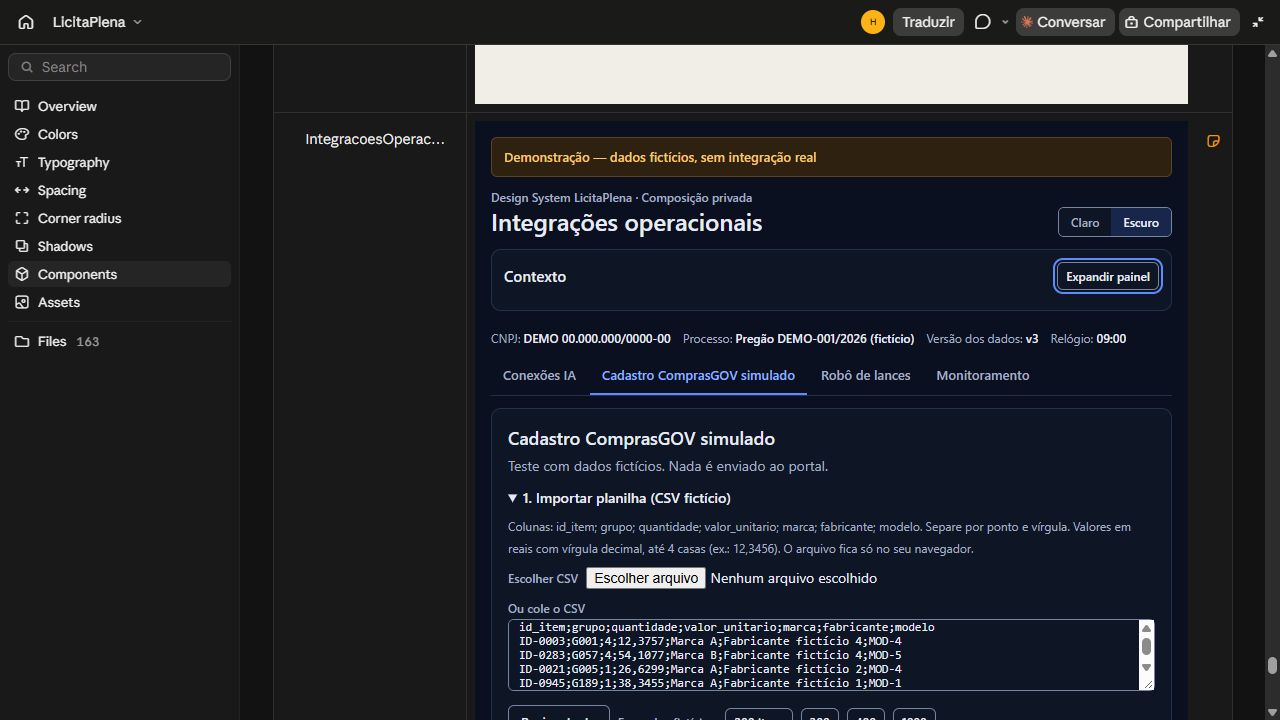 LicitaPlena
H
Traduzir
Conversar
Compartilhar
Search
Overview
Colors
Typography
Spacing
Corner radius
Shadows
Components
Assets
Files 163
IntegracoesOperac...
Demonstração — dados fictícios, sem integração real
Design System LicitaPlena · Composição privada
Integrações operacionais
Claro
Escuro
Contexto
Expandir painel
CNPJ: DEMO 00.000.000/0000-00 Processo: Pregão DEMO-001/2026 (fictício) Versão dos dados: v3 Relógio: 09:00
Conexões IA
Cadastro ComprasGOV simulado
Robô de lances
Monitoramento
Cadastro ComprasGOV simulado
Teste com dados fictícios. Nada é enviado ao portal.
▼ 1. Importar planilha (CSV fictício)
Colunas: id_item; grupo; quantidade; valor_unitario; marca; fabricante; modelo. Separe por ponto e vírgula. Valores em
reais com vírgula decimal, até 4 casas (ex.: 12,3456). O arquivo fica só no seu navegador.
Escolher CSV Escolher arquivo Nenhum arquivo escolhido
Ou cole o CSV
id_item;grupo;quantidade;valor_unitario;marca;fabricante;modelo
ID-0003;G001;4;12,3757;Marca A;Fabricante fictício 4;MOD-4
ID-0283;G057;4;54,1077;Marca B;Fabricante fictício 4;MOD-5
ID-0021;G005;1;26,6299;Marca A;Fabricante fictício 2;MOD-4
ID-0945;G189;1;38,3455;Marca A;Fabricante fictício 1;MOD-1